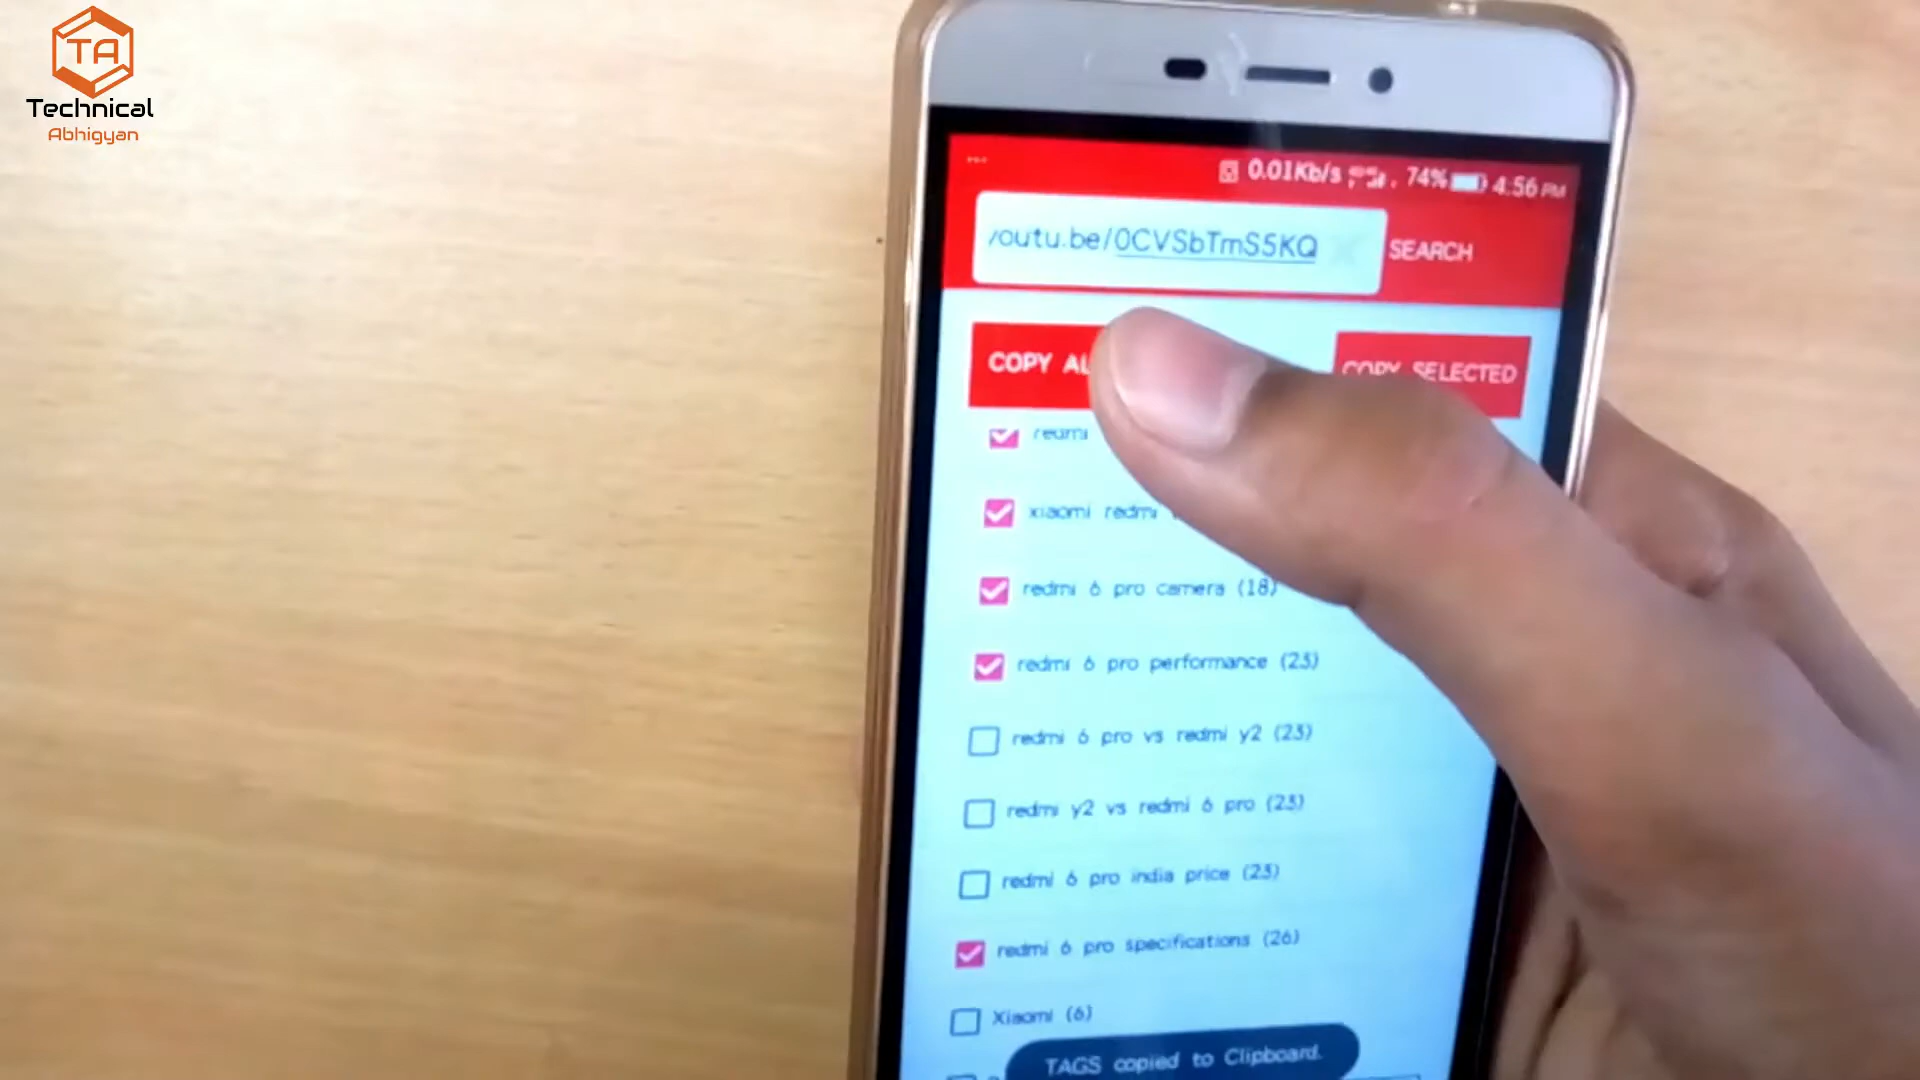 TA
Technical
Abhigyan
0.01Kb/s 74% 4:56 PM
youtu.be/0CVSbTmS5KQ
SEARCH
COPY
COPY SELECTED
redmi
xiaomi redmi
redmi 6 pro camera (18)
redmi 6 pro performance (23)
redmi 6 pro vs redmi y2 (23)
redmi y2 vs redmi 6 pro (23)
redmi 6 pro india price (23)
redmi 6 pro specifications (26)
Xiaomi (6)
TAGS copied to Clipboard.